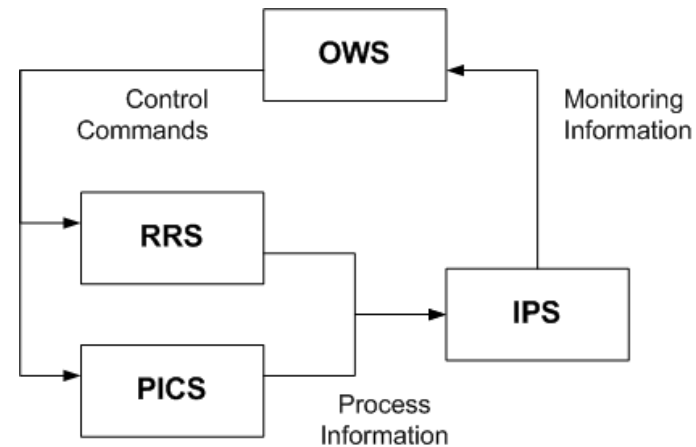 OWS
Control
Commands
Monitoring
Information
RRS
IPS
PICS
Process
Information